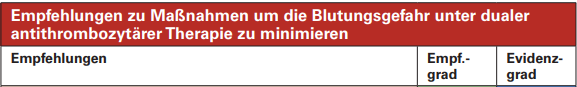 Empfehlungen zu Maßnahmen um die Blutungsgefahr unter dualer
antithrombozytärer Therapie zu minimieren
Empfehlungen Empf.- Evidenz-
grad grad